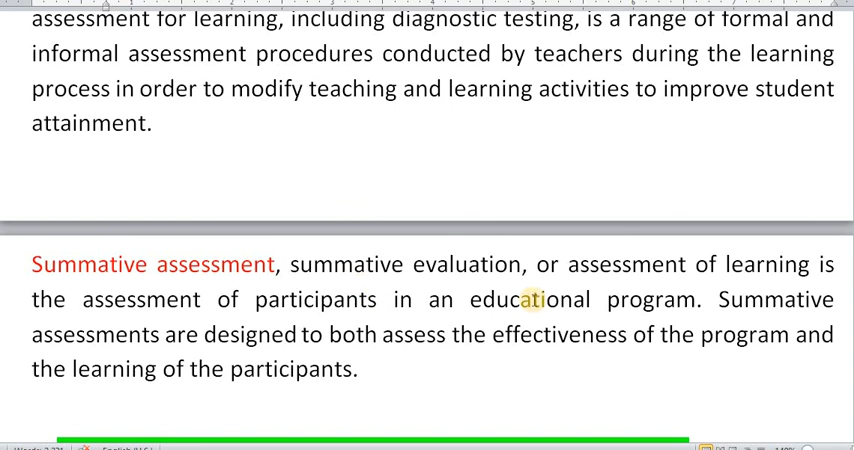 assessment for learning, including diagnostic testing, is a range of formal and
informal assessment procedures conducted by teachers during the learning
process in order to modify teaching and learning activities to improve student
attainment.
Summative assessment, summative evaluation, or assessment of learning is
the assessment of participants in an educational program. Summative
assessments are designed to both assess the effectiveness of the program and
the learning of the participants.